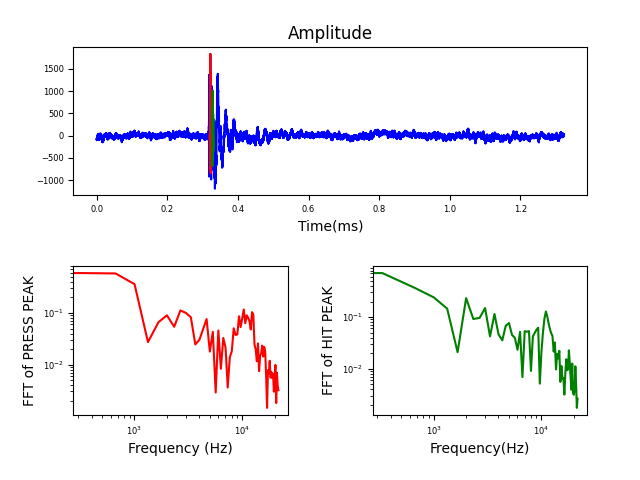 Amplitude
1500
1000
500
0
−500
−1000
0.0 0.2 0.4 0.6 0.8 1.0 1.2
Time(ms)
FFT of PRESS PEAK
10⁻¹
10⁻²
10³ 10⁴
Frequency (Hz)
FFT of HIT PEAK
10⁻¹
10⁻²
10³ 10⁴
Frequency(Hz)